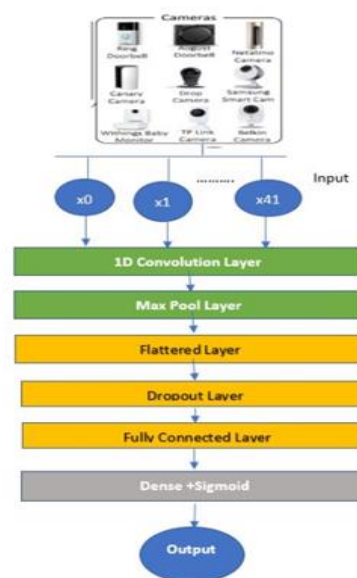 Cameras
Ring
Doorbell
August
Doorbell
Netatmo
Camera
Canary
Camera
Drop
Camera
Samsung
Smart Cam
Withings Baby
Monitor
TP Link
Camera
Belkin
Camera
x0
x1
..........
x41
Input
1D Convolution Layer
Max Pool Layer
Flattered Layer
Dropout Layer
Fully Connected Layer
Dense +Sigmoid
Output